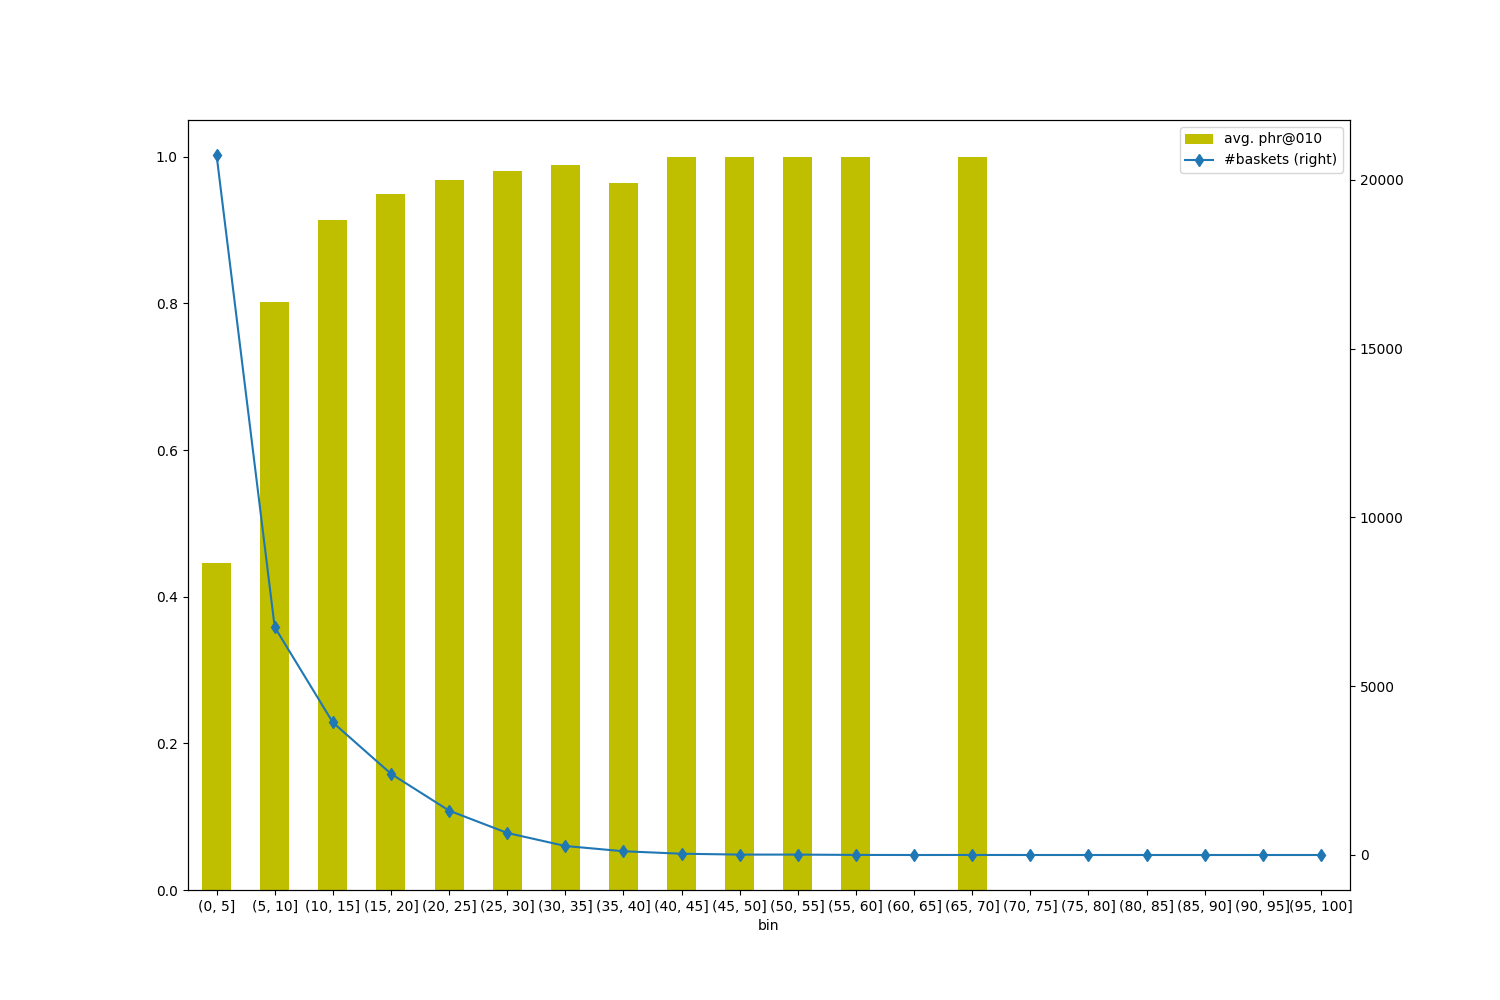 avg. phr@010
#baskets (right)
1.0
0.8
0.6
0.4
0.2
0.0
20000
15000
10000
5000
0
(0, 5] (5, 10] (10, 15] (15, 20] (20, 25] (25, 30] (30, 35] (35, 40] (40, 45] (45, 50] (50, 55] (55, 60] (60, 65] (65, 70] (70, 75] (75, 80] (80, 85] (85, 90] (90, 95] (95, 100]
bin